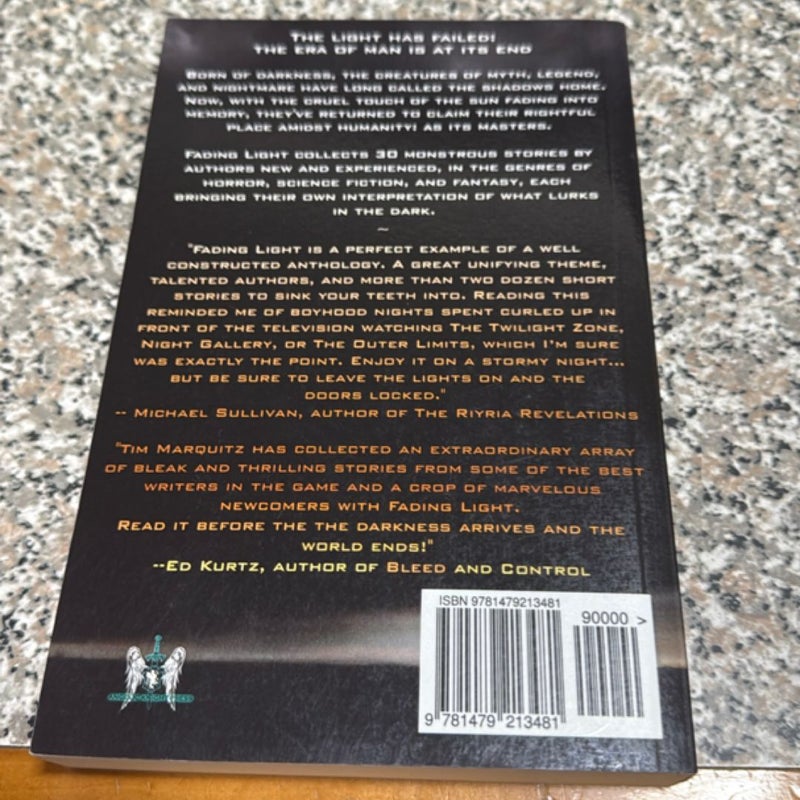 THE LIGHT HAS FAILED!
THE ERA OF MAN IS AT ITS END
BORN OF DARKNESS, THE CREATURES OF MYTH, LEGEND,
AND NIGHTMARE HAVE LONG CALLED THE SHADOWS HOME.
NOW, WITH THE CRUEL TOUCH OF THE SUN FADING INTO
MEMORY, THEY'VE RETURNED TO CLAIM THEIR RIGHTFUL
PLACE AMIDST HUMANITY! AS ITS MASTERS.
FADING LIGHT COLLECTS 30 MONSTROUS STORIES BY
AUTHORS NEW AND EXPERIENCED, IN THE GENRES OF
HORROR, SCIENCE FICTION, AND FANTASY, EACH
BRINGING THEIR OWN INTERPRETATION OF WHAT LURKS
IN THE DARK.
~
"FADING LIGHT IS A PERFECT EXAMPLE OF A WELL
CONSTRUCTED ANTHOLOGY. A GREAT UNIFYING THEME,
TALENTED AUTHORS, AND MORE THAN TWO DOZEN SHORT
STORIES TO SINK YOUR TEETH INTO. READING THIS
REMINDED ME OF BOYHOOD NIGHTS SPENT CURLED UP IN
FRONT OF THE TELEVISION WATCHING THE TWILIGHT ZONE,
NIGHT GALLERY, OR THE OUTER LIMITS, WHICH I'M SURE
WAS EXACTLY THE POINT. ENJOY IT ON A STORMY NIGHT...
BUT BE SURE TO LEAVE THE LIGHTS ON AND THE
DOORS LOCKED."
-- MICHAEL SULLIVAN, AUTHOR OF THE RIYRIA REVELATIONS
"TIM MARQUITZ HAS COLLECTED AN EXTRAORDINARY ARRAY
OF BLEAK AND THRILLING STORIES FROM SOME OF THE BEST
WRITERS IN THE GAME AND A CROP OF MARVELOUS
NEWCOMERS WITH FADING LIGHT.
READ IT BEFORE THE THE DARKNESS ARRIVES AND THE
WORLD ENDS!"
--ED KURTZ, AUTHOR OF BLEED AND CONTROL
ISBN 9781479213481
90000 >
9 781479 213481